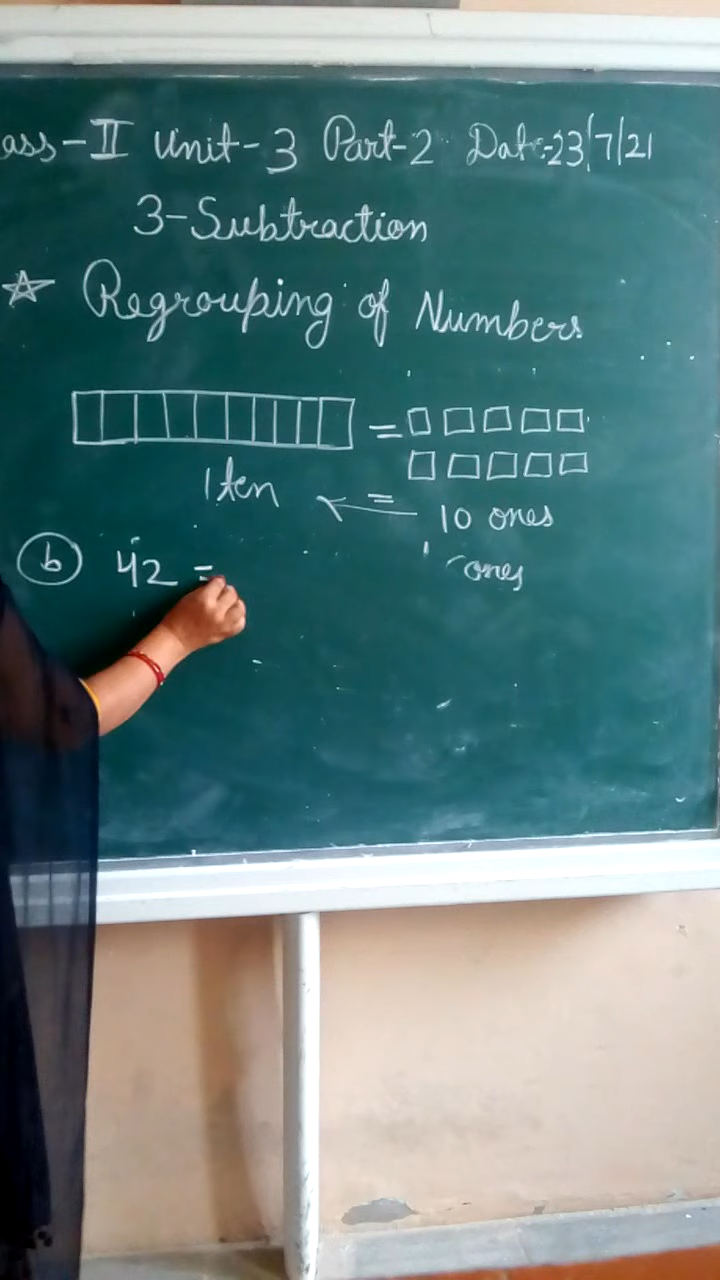 ass-II Unit-3 Part-2 Dat:-23/7/21
3-Subtraction
☆ Regrouping of Numbers
=
1 ten = 10 ones
(b) 42 = ones